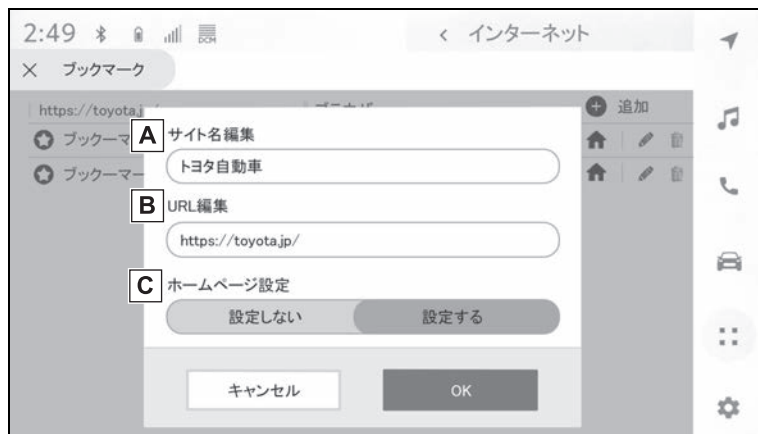 2:49 DCM < インターネット
× ブックマーク
https://toyota.j
追加
ブックーマ
ブックーマー
A サイト名編集
トヨタ自動車
B URL編集
https://toyota.jp/
C ホームページ設定
設定しない 設定する
キャンセル OK